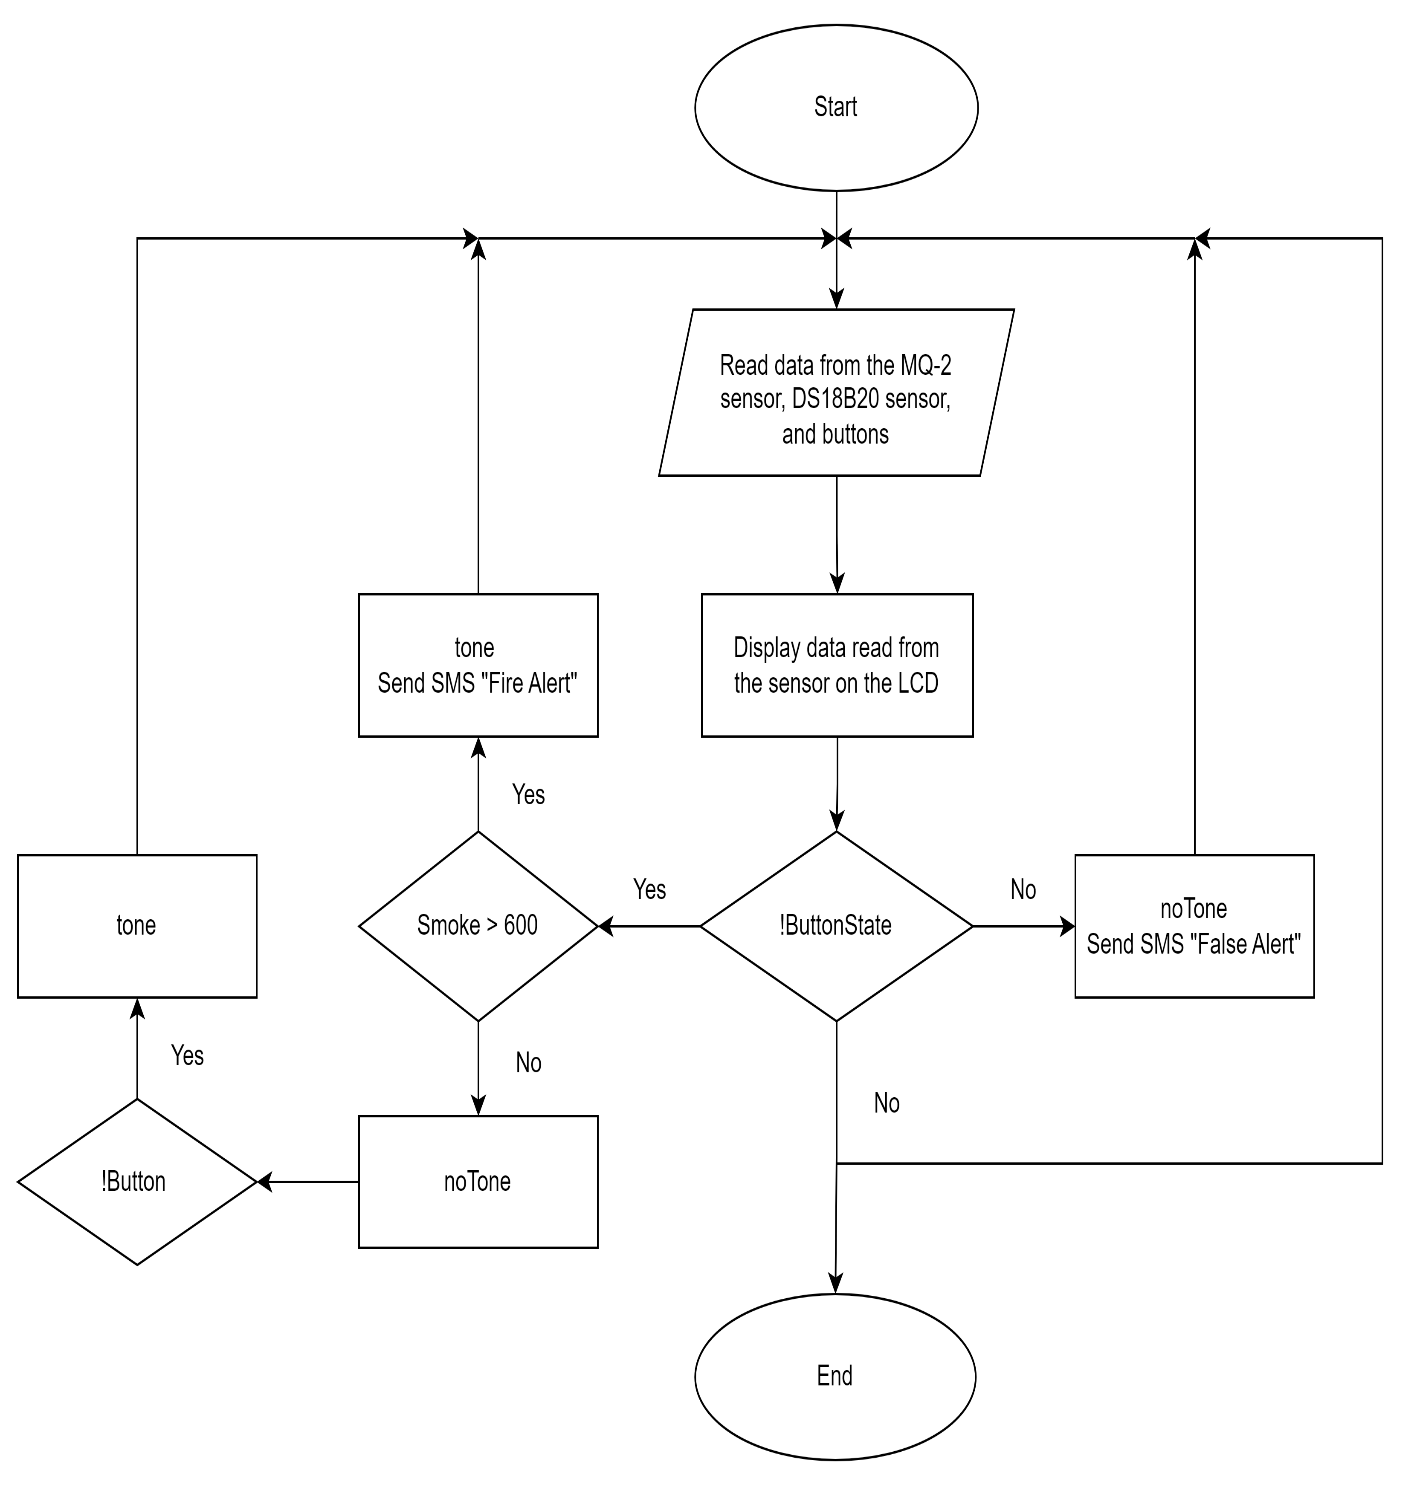 Start
Read data from the MQ-2
sensor, DS18B20 sensor,
and buttons
tone
Send SMS "Fire Alert"
Display data read from
the sensor on the LCD
Yes
tone
Smoke > 600
Yes
!ButtonState
No
noTone
Send SMS "False Alert"
Yes
No
No
!Button
noTone
End